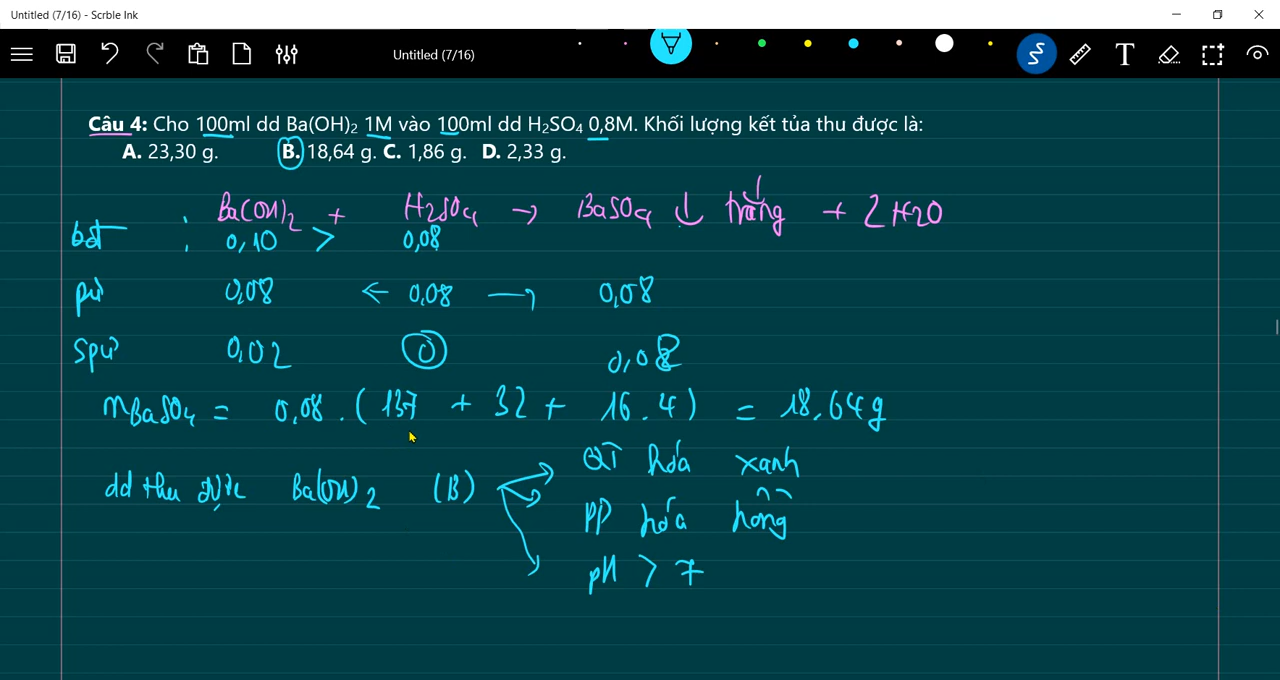 Untitled (7/16) - Scrble Ink
Untitled (7/16)
Câu 4: Cho 100ml dd Ba(OH)₂ 1M vào 100ml dd H₂SO₄ 0,8M. Khối lượng kết tủa thu được là:
A. 23,30 g. B. 18,64 g. C. 1,86 g. D. 2,33 g.
Ba(OH)₂ + H₂SO₄ → BaSO₄ ↓ trắng + 2H₂O
: 0,10 > 0,08
pứ 0,08 ← 0,08 → 0,08
spứ 0,02 0 0,08
mBaSO₄ = 0,08 . (137 + 32 + 16.4) = 18,64g
QT hóa xanh
dd thu được Ba(OH)₂ (B)
PP hóa hồng
pH > 7